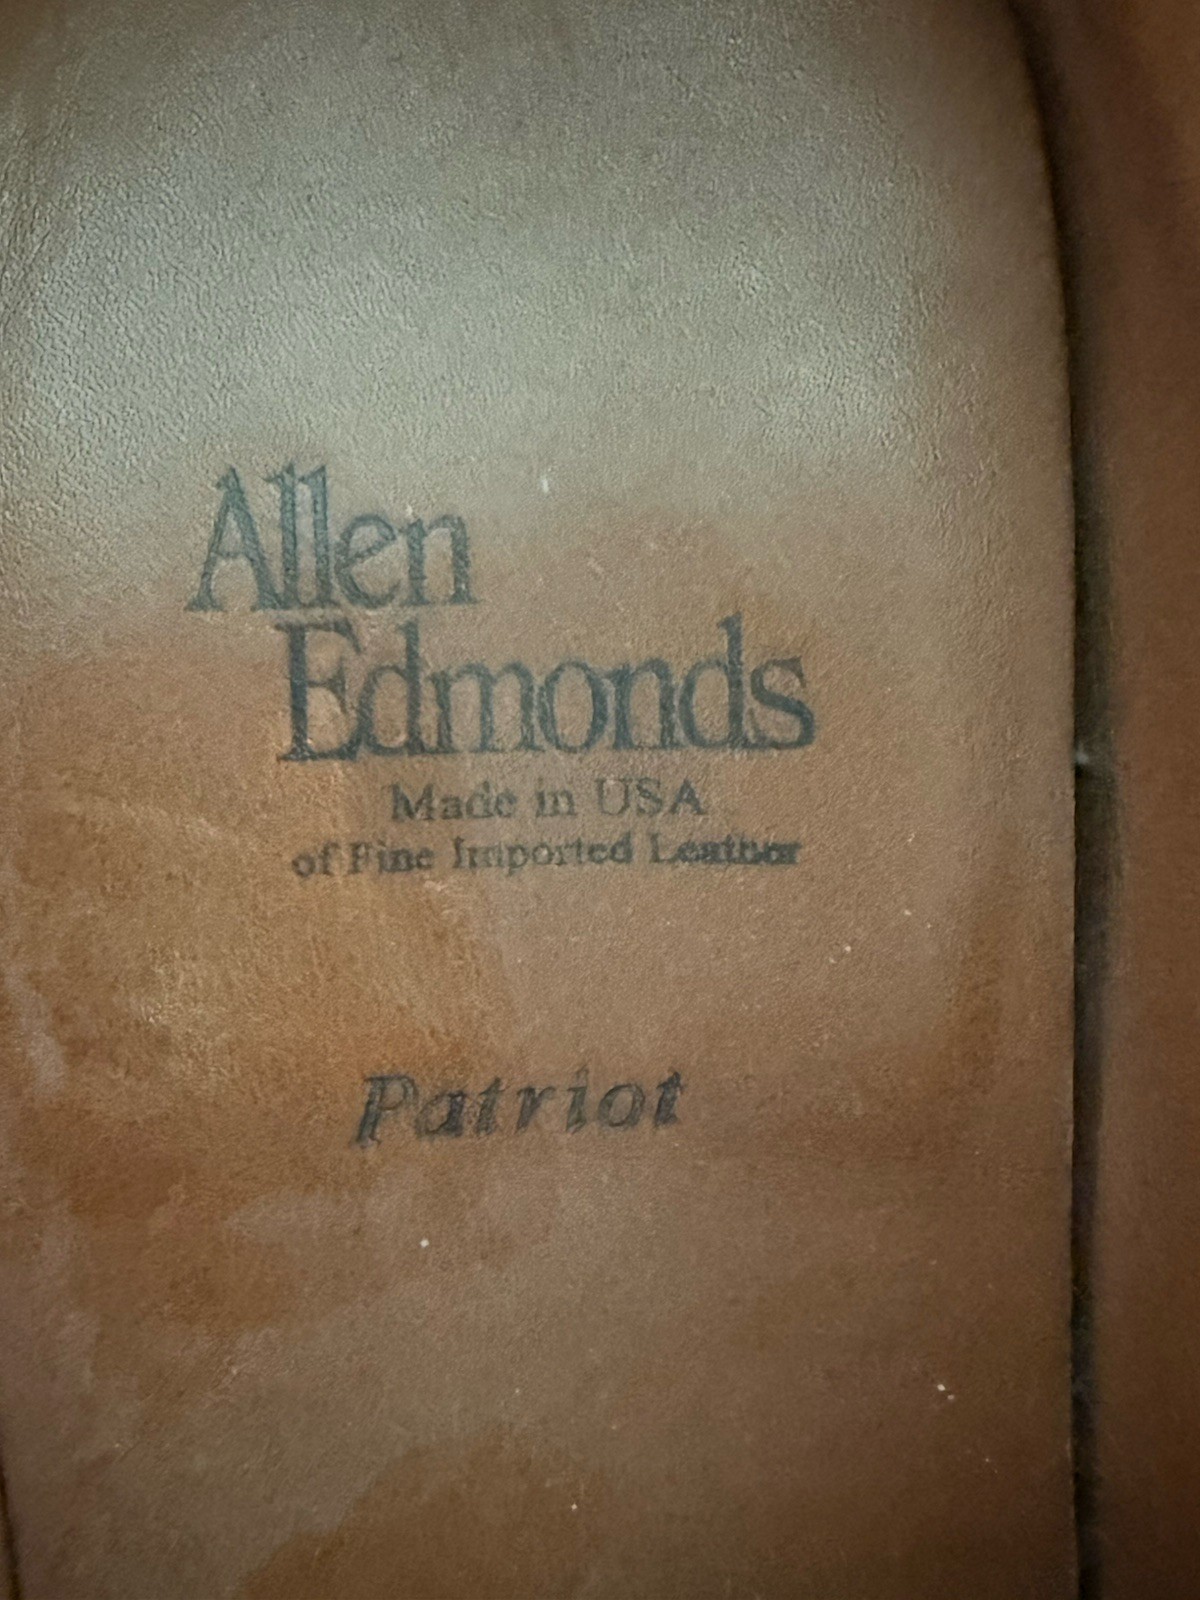 Allen
Edmonds
Made in USA
of Fine Imported Leather
Patriot